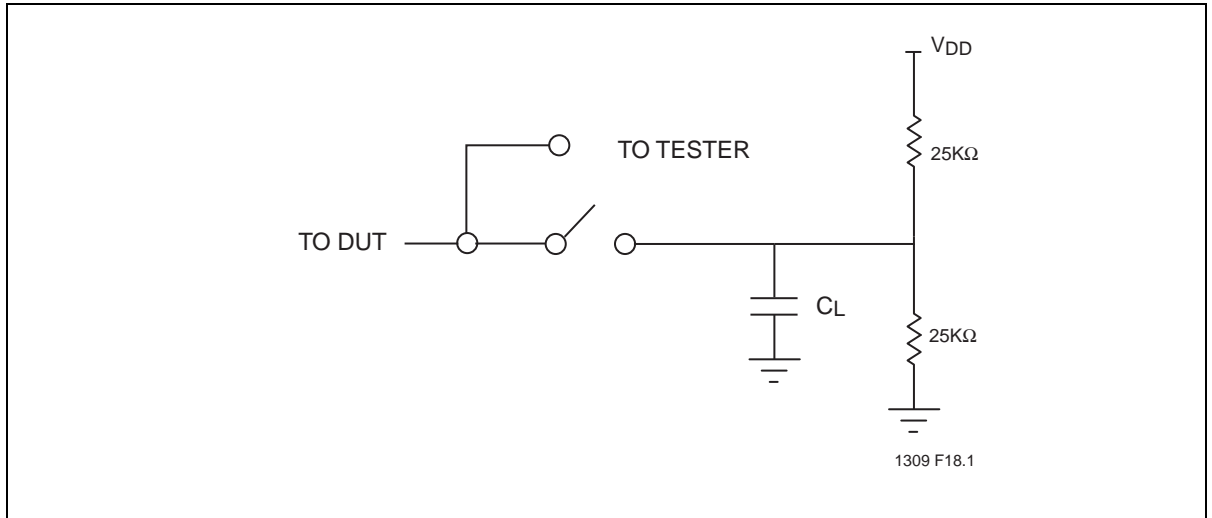 VDD
25KΩ
TO TESTER
TO DUT
CL
25KΩ
1309 F18.1